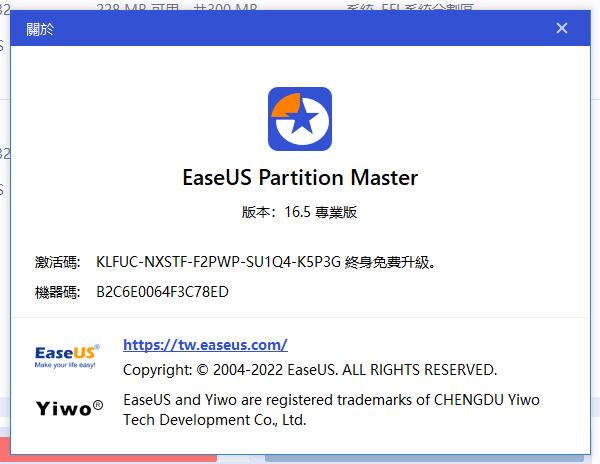 228 MB 可用，共300 MB 系統, EFI 系統分割區
關於
EaseUS Partition Master
版本：16.5 專業版
激活碼: KLFUC-NXSTF-F2PWP-SU1Q4-K5P3G 終身免費升級。
機器碼: B2C6E0064F3C78ED
EaseUS®
Make your life easy!
https://tw.easeus.com/
Copyright: © 2004-2022 EaseUS. ALL RIGHTS RESERVED.
Yiwo®
EaseUS and Yiwo are registered trademarks of CHENGDU Yiwo
Tech Development Co., Ltd.